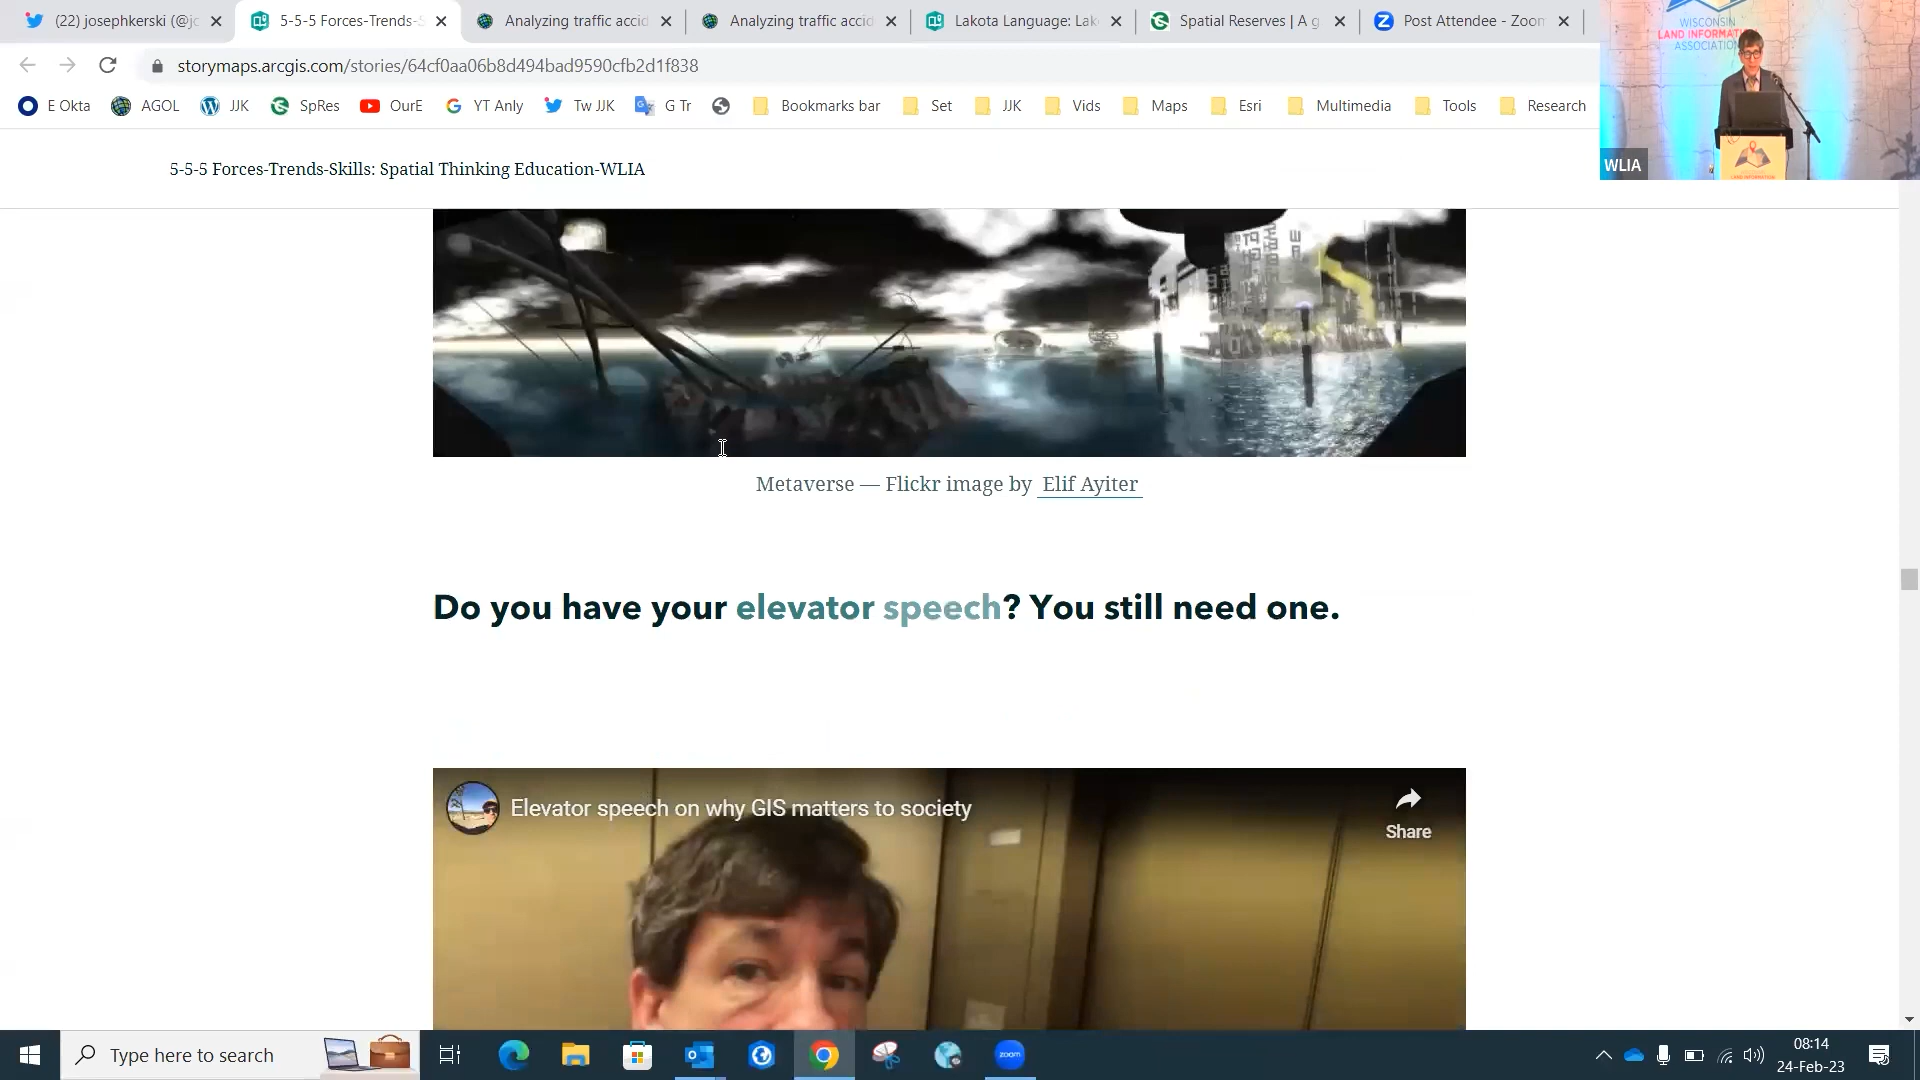 (22) josephkerski (@jo
5-5-5 Forces-Trends-S
Analyzing traffic accid
Analyzing traffic accid
Lakota Language: Lak
Spatial Reserves | A g
Post Attendee - Zoom
WISCONSIN
LAND INFORMATION
ASSOCIATION
storymaps.arcgis.com/stories/64cf0aa06b8d494bad9590cfb2d1f838
E Okta
AGOL
JJK
SpRes
OurE
YT Anly
Tw JJK
G Tr
Bookmarks bar
Set
JJK
Vids
Maps
Esri
Multimedia
Tools
Research
WLIA
5-5-5 Forces-Trends-Skills: Spatial Thinking Education-WLIA
Metaverse — Flickr image by Elif Ayiter
Do you have your elevator speech? You still need one.
Elevator speech on why GIS matters to society
Share
Type here to search
zoom
08:14
24-Feb-23